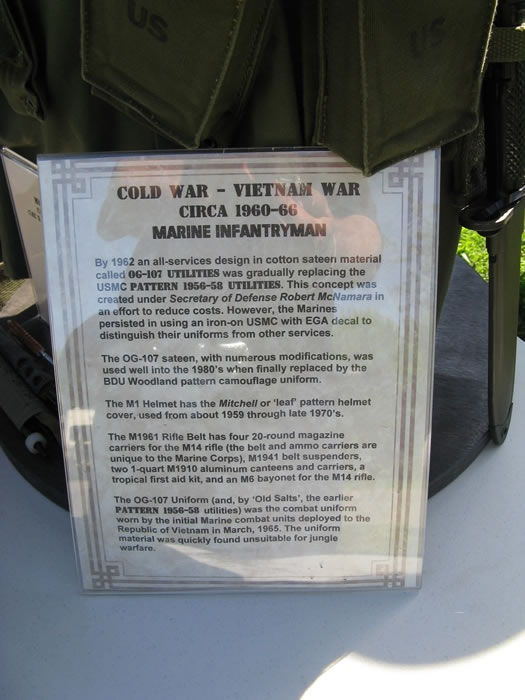 US
US
COLD WAR - VIETNAM WAR
CIRCA 1960-66
MARINE INFANTRYMAN
By 1962 an all-services design in cotton sateen material
called OG-107 UTILITIES was gradually replacing the
USMC PATTERN 1956-58 UTILITIES. This concept was
created under Secretary of Defense Robert McNamara in
an effort to reduce costs. However, the Marines
persisted in using an iron-on USMC with EGA decal to
distinguish their uniforms from other services.
The OG-107 sateen, with numerous modifications, was
used well into the 1980's when finally replaced by the
BDU Woodland pattern camouflage uniform.
The M1 Helmet has the Mitchell or 'leaf' pattern helmet
cover, used from about 1959 through late 1970's.
The M1961 Rifle Belt has four 20-round magazine
carriers for the M14 rifle (the belt and ammo carriers are
unique to the Marine Corps), M1941 belt suspenders,
two 1-quart M1910 aluminum canteens and carriers, a
tropical first aid kit, and an M6 bayonet for the M14 rifle.
The OG-107 Uniform (and, by 'Old Salts', the earlier
PATTERN 1956-58 utilities) was the combat uniform
worn by the initial Marine combat units deployed to the
Republic of Vietnam in March, 1965. The uniform
material was quickly found unsuitable for jungle
warfare.